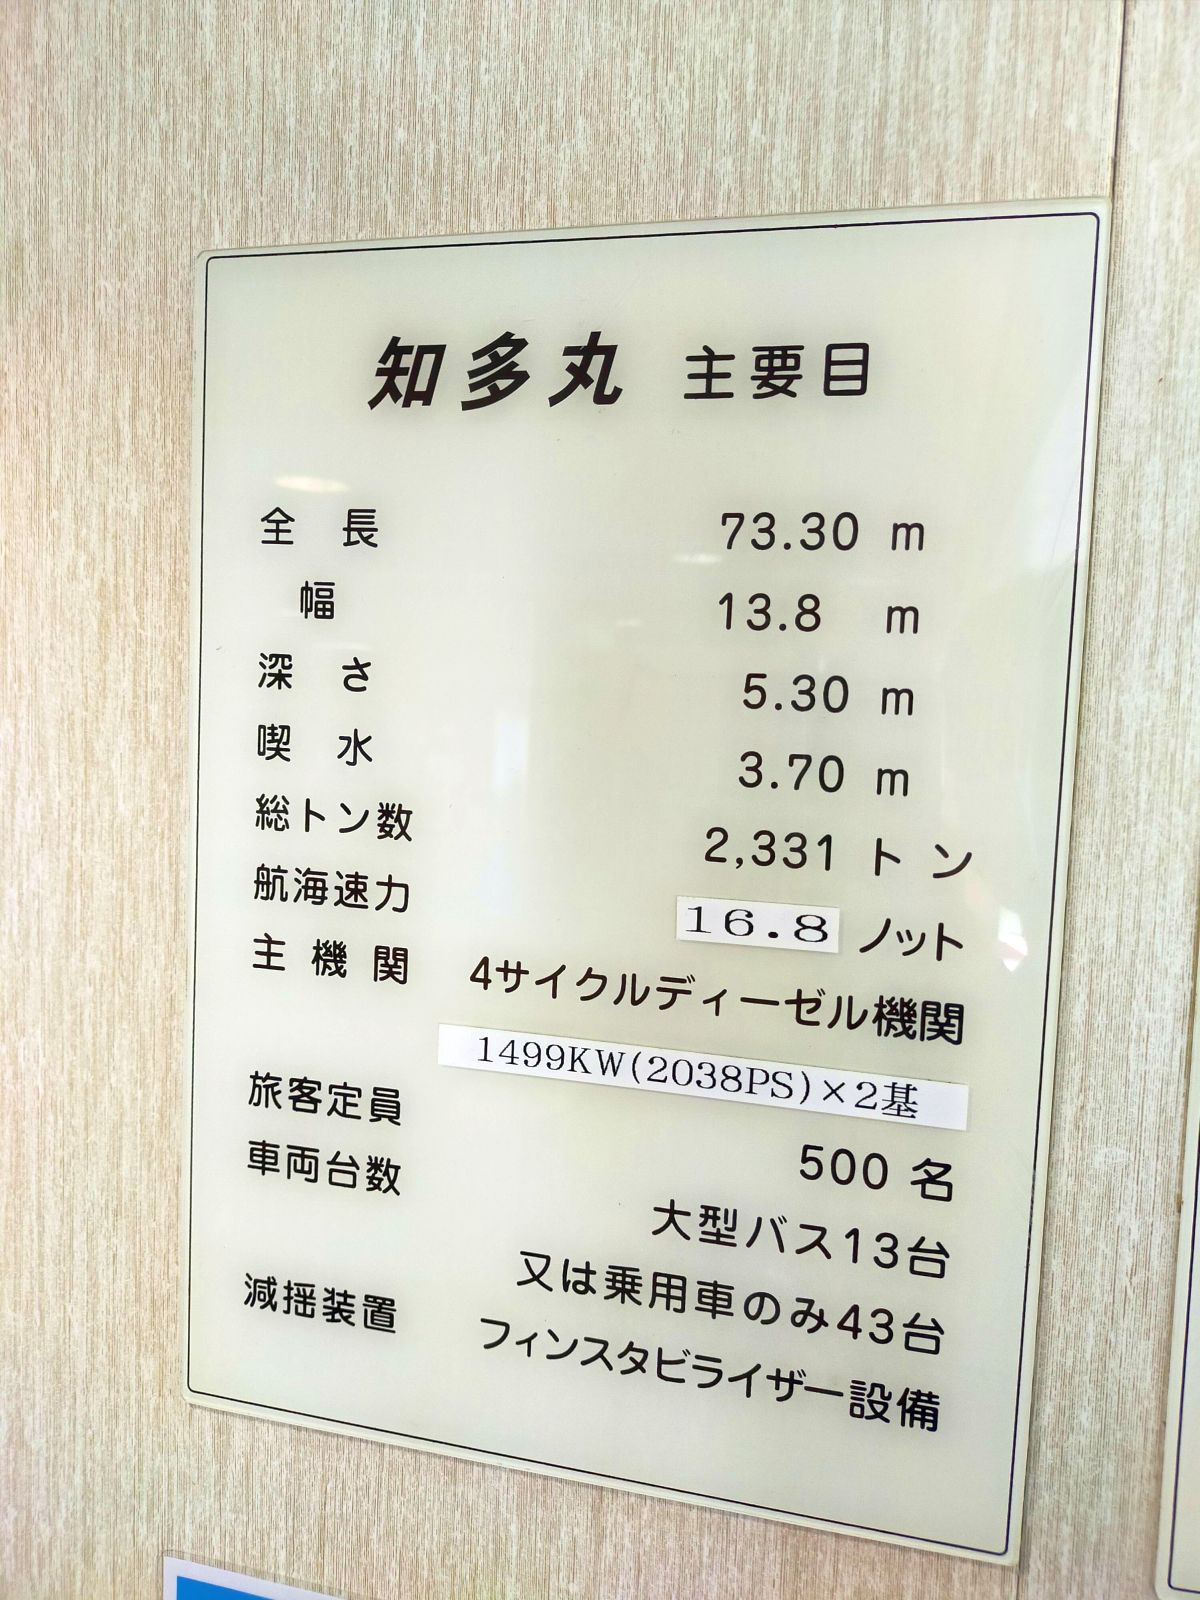 知多丸 主要目
全長 73.30 m
幅 13.8 m
深さ 5.30 m
喫水 3.70 m
総トン数 2,331 トン
航海速力 16.8 ノット
主機関 4サイクルディーゼル機関
1499KW(2038PS)×2基
旅客定員 500 名
車両台数 大型バス13台
又は乗用車のみ43台
減揺装置 フィンスタビライザー設備